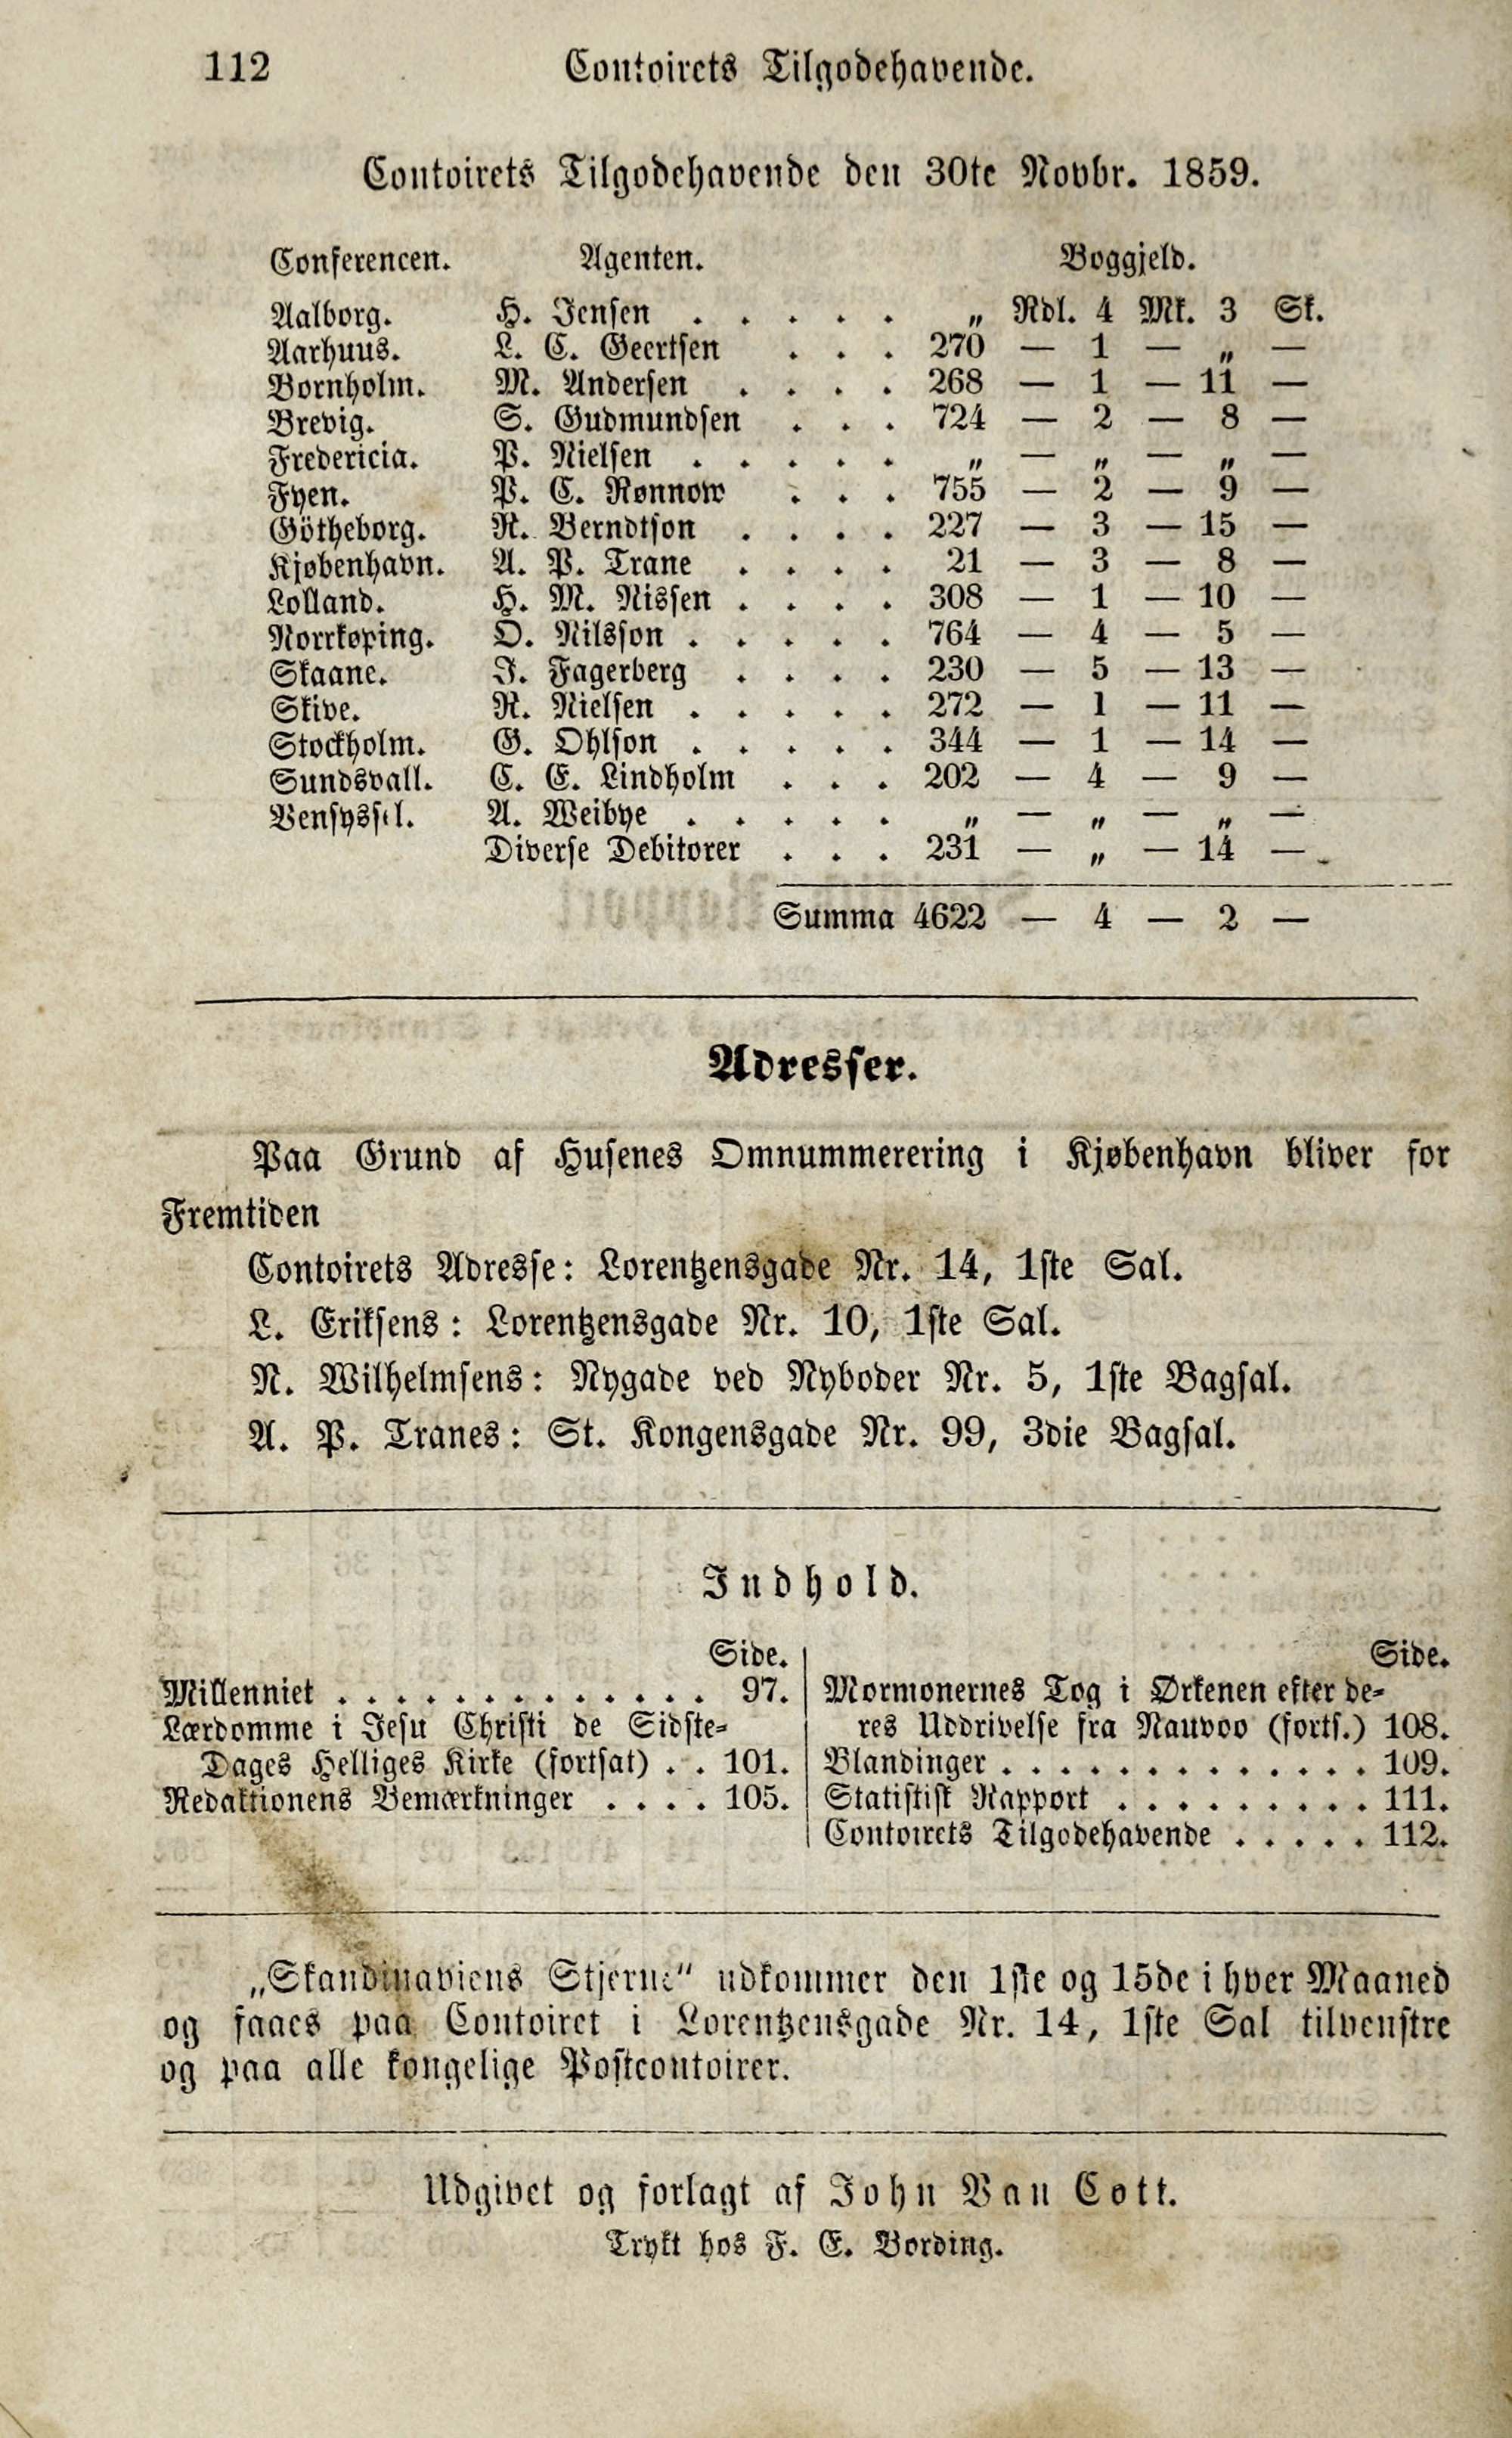 112 Contoirets Tilgodehavende.
Contoirets Tilgodehavende den 30te Novbr. 1859.
Conferencen. Agenten. Boggjeld.
Aalborg. H. Jensen . . . . . . „ Rdl. 4 Mk. 3 Sk.
Aarhuus. L. C. Geertsen . . . 270 — 1 — „ —
Bornholm. M. Andersen . . . . 268 — 1 — 11 —
Brevig. S. Gudmundsen . . . 724 — 2 — 8 —
Fredericia. P. Nielsen . . . . . . „ — „ — „ —
Fyen. P. C. Rønnow . . . 755 — 2 — 9 —
Götheborg. R. Berndtson . . . . 227 — 3 — 15 —
Kjøbenhavn. A. P. Trane . . . . 21 — 3 — 8 —
Lolland. H. M. Nissen . . . . 308 — 1 — 10 —
Norrkøping. O. Nilsson . . . . . 764 — 4 — 5 —
Skaane. J. Fagerberg . . . . 230 — 5 — 13 —
Skive. R. Nielsen . . . . . 272 — 1 — 11 —
Stockholm. G. Ohlson . . . . . 344 — 1 — 14 —
Sundsvall. C. E. Lindholm . . . 202 — 4 — 9 —
Vensyssel. A. Weibye . . . . . „ — „ — „ —
Diverse Debitorer . . . 231 — „ — 14 —
Summa 4622 — 4 — 2 —
Adresser.
Paa Grund af Husenes Omnummerering i Kjøbenhavn bliver for
Fremtiden
Contoirets Adresse: Lorentzensgade Nr. 14, 1ste Sal.
L. Eriksens: Lorentzensgade Nr. 10, 1ste Sal.
N. Wilhelmsens: Nygade ved Nyboder Nr. 5, 1ste Bagsal.
A. P. Tranes: St. Kongensgade Nr. 99, 3die Bagsal.
Indhold.
Side.
Millenniet . . . . . . . . . . . . . 97.
Lærdomme i Jesu Christi de Sidste-
Dages Helliges Kirke (fortsat) . . 101.
Redaktionens Bemærkninger . . . . 105.
Side.
Mormonernes Tog i Ørkenen efter de-
res Uddrivelse fra Nauvoo (forts.) 108.
Blandinger . . . . . . . . . . . . . 109.
Statistisk Rapport . . . . . . . . . 111.
Contoirets Tilgodehavende . . . . . 112.
„Skandinaviens Stjerne“ udkommer den 1ste og 15de i hver Maaned
og faaes paa Contoiret i Lorentzensgade Nr. 14, 1ste Sal tilvenstre
og paa alle kongelige Postcontoirer.
Udgivet og forlagt af John Van Cott.
Trykt hos F. E. Bording.